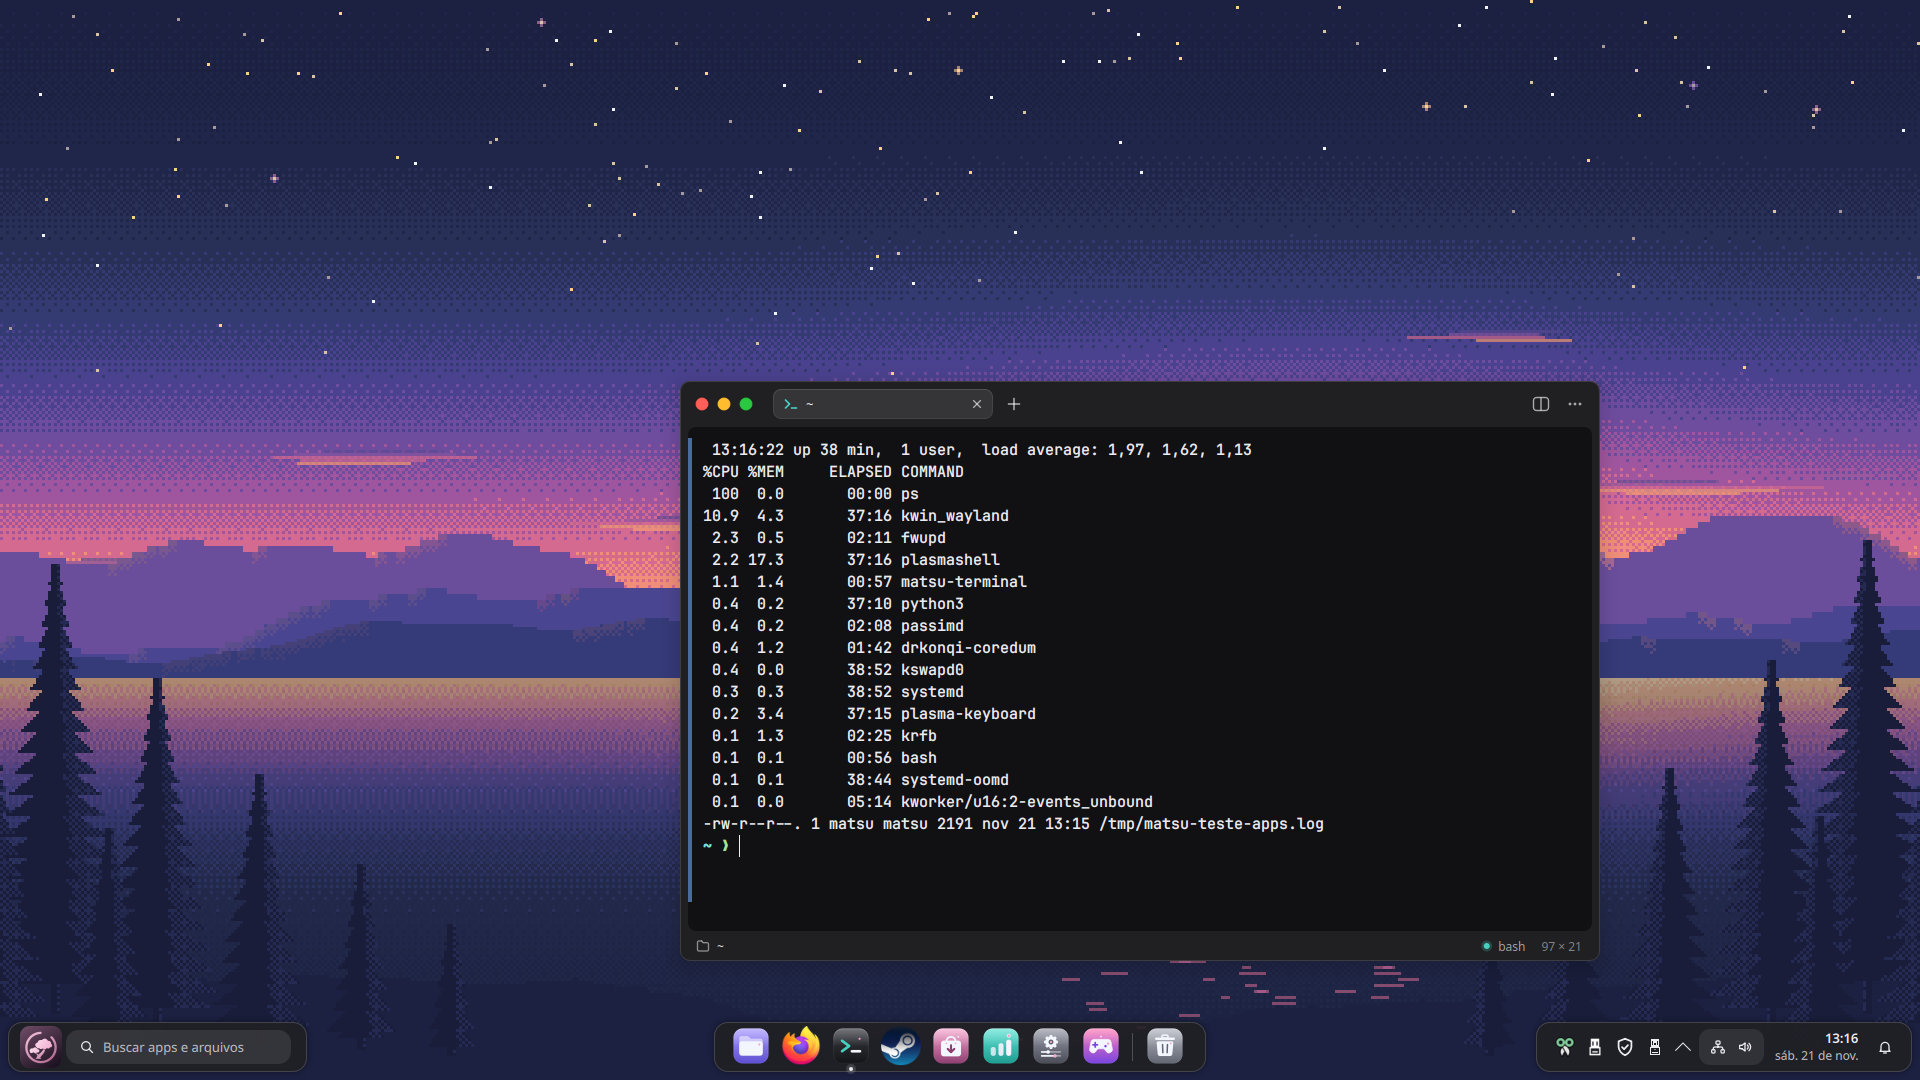 ~
13:16:22 up 38 min,  1 user,  load average: 1,97, 1,62, 1,13
%CPU %MEM     ELAPSED COMMAND
 100  0.0       00:00 ps
10.9  4.3       37:16 kwin_wayland
 2.3  0.5       02:11 fwupd
 2.2 17.3       37:16 plasmashell
 1.1  1.4       00:57 matsu-terminal
 0.4  0.2       37:10 python3
 0.4  0.2       02:08 passimd
 0.4  1.2       01:42 drkonqi-coredum
 0.4  0.0       38:52 kswapd0
 0.3  0.3       38:52 systemd
 0.2  3.4       37:15 plasma-keyboard
 0.1  1.3       02:25 krfb
 0.1  0.1       00:56 bash
 0.1  0.1       38:44 systemd-oomd
 0.1  0.0       05:14 kworker/u16:2-events_unbound
-rw-r--r--. 1 matsu matsu 2191 nov 21 13:15 /tmp/matsu-teste-apps.log
~ ❯
~
bash 97 × 21
Buscar apps e arquivos
13:16
sáb. 21 de nov.